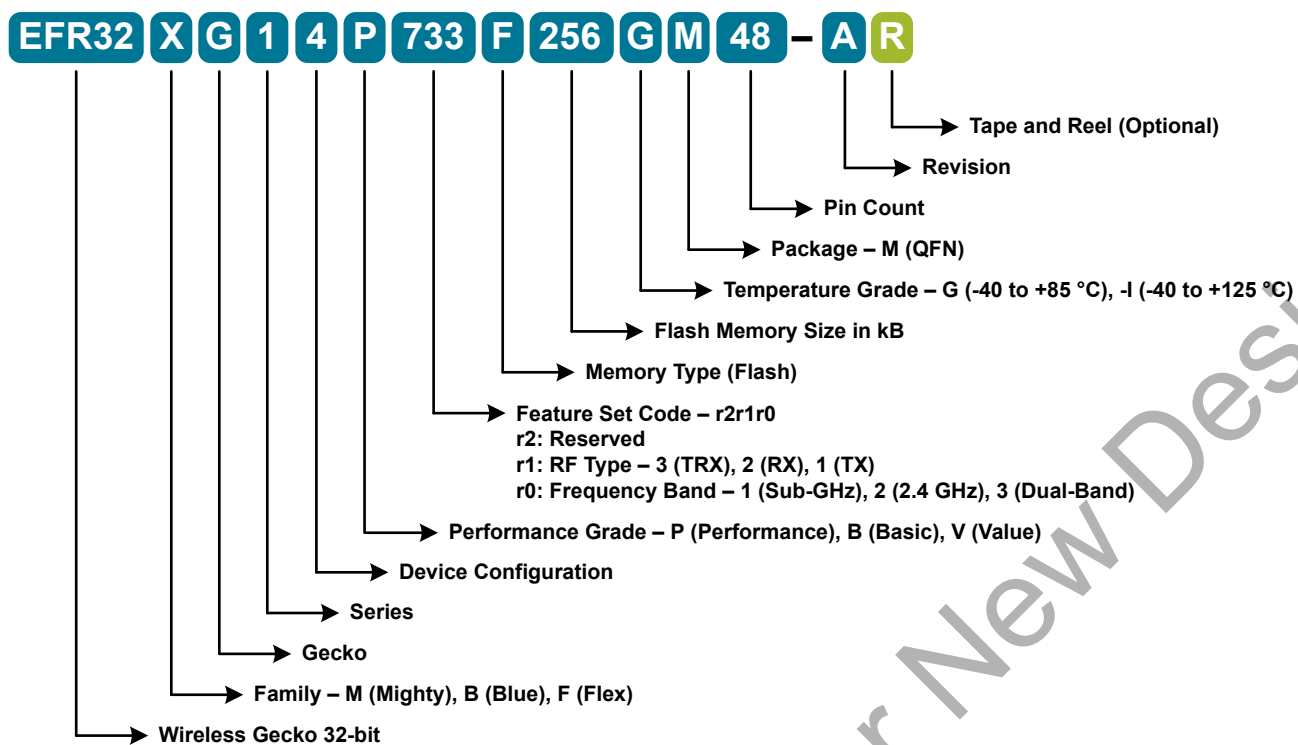 EFR32 X G 1 4 P 733 F 256 G M 48 – A R
Tape and Reel (Optional)
Revision
Pin Count
Package – M (QFN)
Temperature Grade – G (-40 to +85 °C), -I (-40 to +125 °C)
Flash Memory Size in kB
Memory Type (Flash)
Feature Set Code – r2r1r0
r2: Reserved
r1: RF Type – 3 (TRX), 2 (RX), 1 (TX)
r0: Frequency Band – 1 (Sub-GHz), 2 (2.4 GHz), 3 (Dual-Band)
Performance Grade – P (Performance), B (Basic), V (Value)
Device Configuration
Series
Gecko
Family – M (Mighty), B (Blue), F (Flex)
Wireless Gecko 32-bit
r New Desi